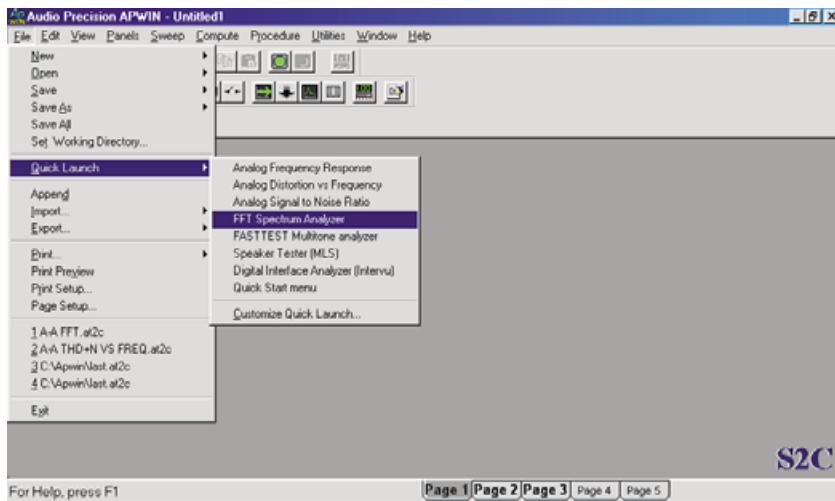 Audio Precision APWIN - Untitled1
File Edit View Panels Sweep Compute Procedure Utilities Window Help
New
Open
Save
Save As
Save All
Set Working Directory...
Quick Launch
Append
Import...
Export...
Print...
Print Preview
Print Setup...
Page Setup...
1 A-A FFT.at2c
2 A-A THD+N VS FREQ.at2c
3 C:\Apwin\last.at2c
4 C:\Apwin\last.at2c
Exit
Analog Frequency Response
Analog Distortion vs Frequency
Analog Signal to Noise Ratio
FFT Spectrum Analyzer
FASTTEST Multitone analyzer
Speaker Tester (MLS)
Digital Interface Analyzer (Intervu)
Quick Start menu
Customize Quick Launch...
S2C
For Help, press F1
Page 1 Page 2 Page 3 Page 4 Page 5